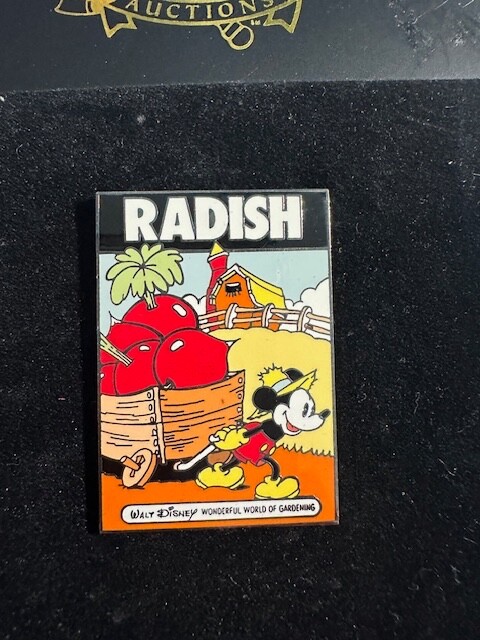 AUCTIONS
RADISH
WALT DISNEY WONDERFUL WORLD OF GARDENING